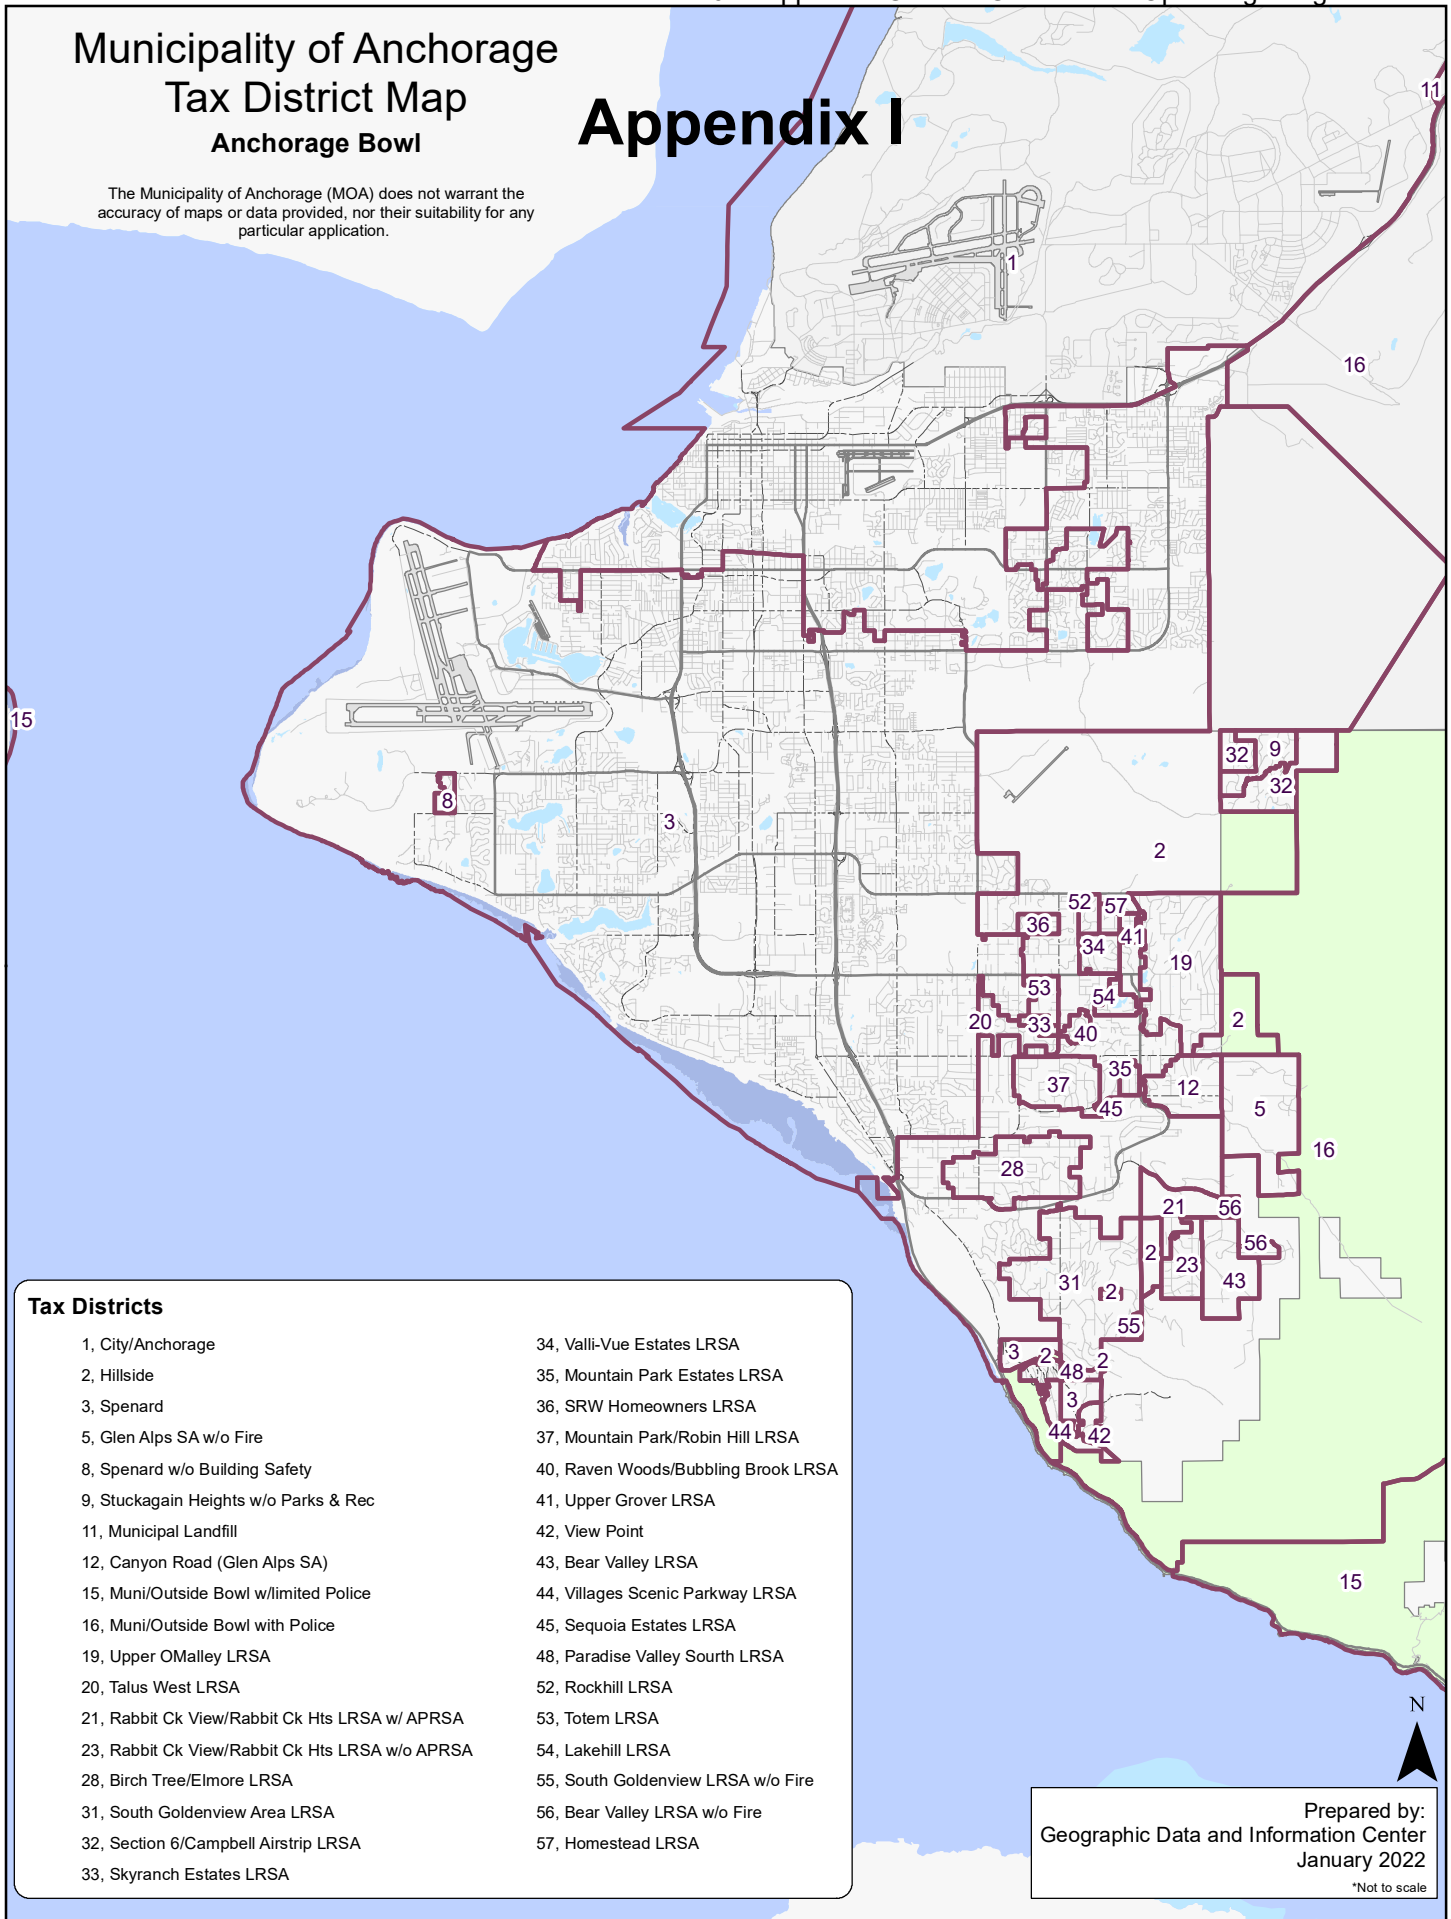 Municipality of Anchorage
Tax District Map
Anchorage Bowl
Appendix I
The Municipality of Anchorage (MOA) does not warrant the
accuracy of maps or data provided, nor their suitability for any
particular application.
11
1
16
15
32
9
32
8
3
2
52
57
36
41
34
19
53
54
20
33
40
2
35
37
12
45
5
16
28
21
56
2
56
23
31
43
2
55
3
2
2
48
3
44
42
15
Tax Districts
1, City/Anchorage
2, Hillside
3, Spenard
5, Glen Alps SA w/o Fire
8, Spenard w/o Building Safety
9, Stuckagain Heights w/o Parks & Rec
11, Municipal Landfill
12, Canyon Road (Glen Alps SA)
15, Muni/Outside Bowl w/limited Police
16, Muni/Outside Bowl with Police
19, Upper OMalley LRSA
20, Talus West LRSA
21, Rabbit Ck View/Rabbit Ck Hts LRSA w/ APRSA
23, Rabbit Ck View/Rabbit Ck Hts LRSA w/o APRSA
28, Birch Tree/Elmore LRSA
31, South Goldenview Area LRSA
32, Section 6/Campbell Airstrip LRSA
33, Skyranch Estates LRSA
34, Valli-Vue Estates LRSA
35, Mountain Park Estates LRSA
36, SRW Homeowners LRSA
37, Mountain Park/Robin Hill LRSA
40, Raven Woods/Bubbling Brook LRSA
41, Upper Grover LRSA
42, View Point
43, Bear Valley LRSA
44, Villages Scenic Parkway LRSA
45, Sequoia Estates LRSA
48, Paradise Valley Sourth LRSA
52, Rockhill LRSA
53, Totem LRSA
54, Lakehill LRSA
55, South Goldenview LRSA w/o Fire
56, Bear Valley LRSA w/o Fire
57, Homestead LRSA
N
Prepared by:
Geographic Data and Information Center
January 2022
*Not to scale